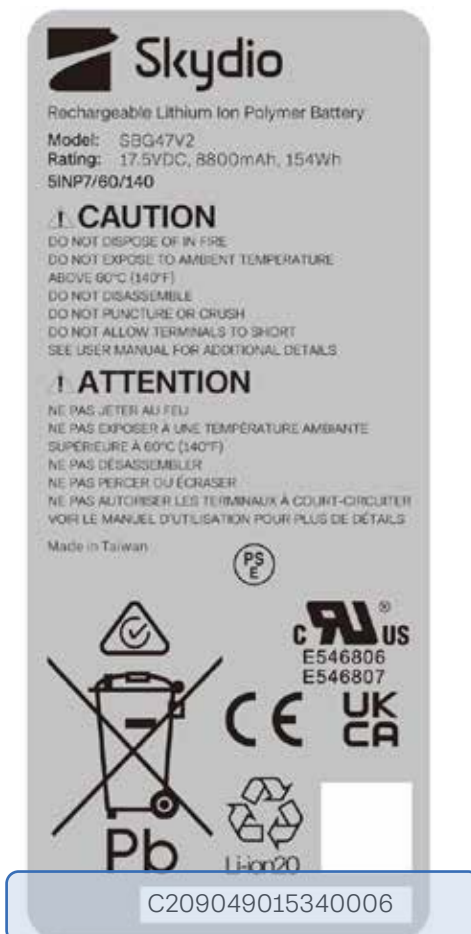 Skydio
Rechargeable Lithium Ion Polymer Battery
Model: SBG47V2
Rating: 17.5VDC, 8800mAh, 154Wh
5INP7/60/140
CAUTION
DO NOT DISPOSE OF IN FIRE
DO NOT EXPOSE TO AMBIENT TEMPERATURE
ABOVE 60°C (140°F)
DO NOT DISASSEMBLE
DO NOT PUNCTURE OR CRUSH
DO NOT ALLOW TERMINALS TO SHORT
SEE USER MANUAL FOR ADDITIONAL DETAILS
ATTENTION
NE PAS JETER AU FEU
NE PAS EXPOSER A UNE TEMPÉRATURE AMBIANTE
SUPÉRIEURE À 60°C (140°F)
NE PAS DÉSASSEMBLER
NE PAS PERCER OU ÉCRASER
NE PAS AUTORISER LES TERMINAUX À COURT-CIRCUITER
VOIR LE MANUEL D'UTILISATION POUR PLUS DE DÉTAILS
Made in Taiwan
PS
E
C RU ® US
E546806
E546807
CE
UK
CA
Pb
Li-ion20
C209049015340006